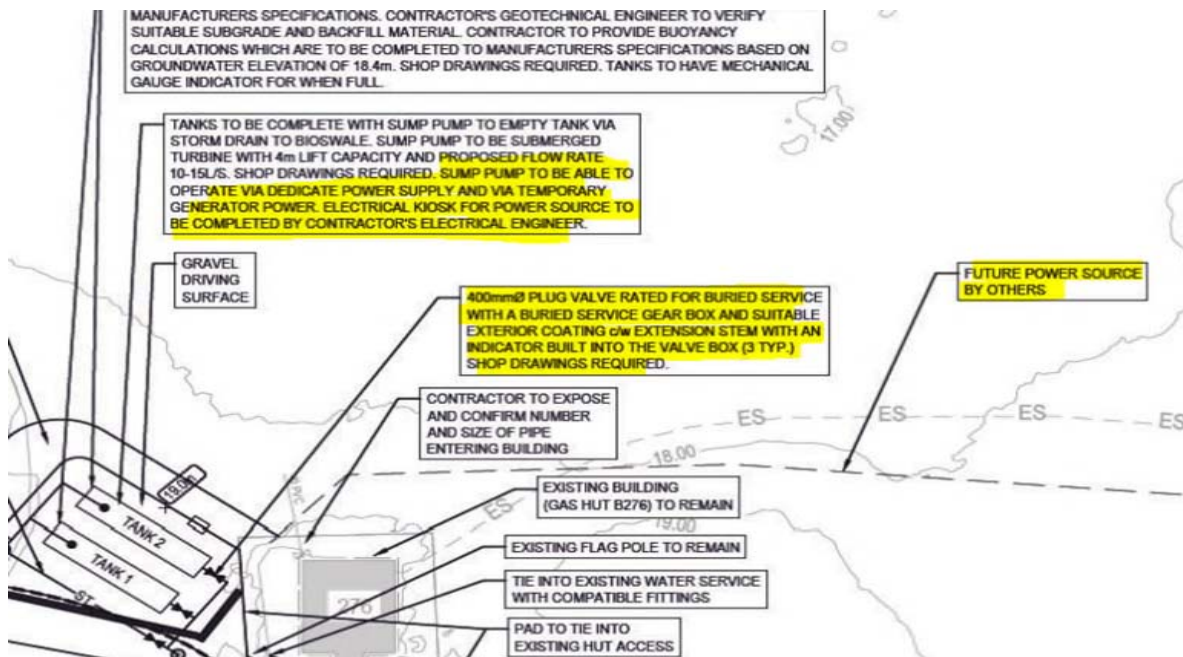 MANUFACTURERS SPECIFICATIONS. CONTRACTOR'S GEOTECHNICAL ENGINEER TO VERIFY
SUITABLE SUBGRADE AND BACKFILL MATERIAL. CONTRACTOR TO PROVIDE BUOYANCY
CALCULATIONS WHICH ARE TO BE COMPLETED TO MANUFACTURERS SPECIFICATIONS BASED ON
GROUNDWATER ELEVATION OF 18.4m. SHOP DRAWINGS REQUIRED. TANKS TO HAVE MECHANICAL
GAUGE INDICATOR FOR WHEN FULL.
17.00
TANKS TO BE COMPLETE WITH SUMP PUMP TO EMPTY TANK VIA
STORM DRAIN TO BIOSWALE. SUMP PUMP TO BE SUBMERGED
TURBINE WITH 4m LIFT CAPACITY AND PROPOSED FLOW RATE
10-15L/S. SHOP DRAWINGS REQUIRED. SUMP PUMP TO BE ABLE TO
OPERATE VIA DEDICATE POWER SUPPLY AND VIA TEMPORARY
GENERATOR POWER. ELECTRICAL KIOSK FOR POWER SOURCE TO
BE COMPLETED BY CONTRACTOR'S ELECTRICAL ENGINEER.
GRAVEL
DRIVING
SURFACE
FUTURE POWER SOURCE
BY OTHERS
400mmØ PLUG VALVE RATED FOR BURIED SERVICE
WITH A BURIED SERVICE GEAR BOX AND SUITABLE
EXTERIOR COATING c/w EXTENSION STEM WITH AN
INDICATOR BUILT INTO THE VALVE BOX (3 TYP.)
SHOP DRAWINGS REQUIRED.
CONTRACTOR TO EXPOSE
AND CONFIRM NUMBER
AND SIZE OF PIPE
ENTERING BUILDING
ES
ES
ES
ES
18.00
ES
19.00
EXISTING BUILDING
(GAS HUT B276) TO REMAIN
EXISTING FLAG POLE TO REMAIN
TIE INTO EXISTING WATER SERVICE
WITH COMPATIBLE FITTINGS
PAD TO TIE INTO
EXISTING HUT ACCESS
TANK 2
TANK 1
ST
276